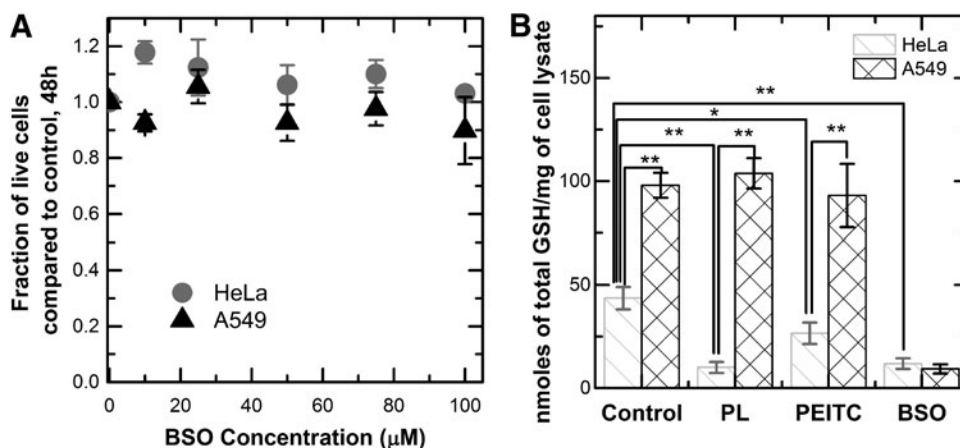 A
Fraction of live cells
compared to control, 48h
1.2
1.0
0.8
0.6
0.4
0.2
0.0
HeLa
A549
0 20 40 60 80 100
BSO Concentration (μM)
B
nmoles of total GSH/mg of cell lysate
150
100
50
0
HeLa
A549
**
*
** **
**
**
Control PL PEITC BSO